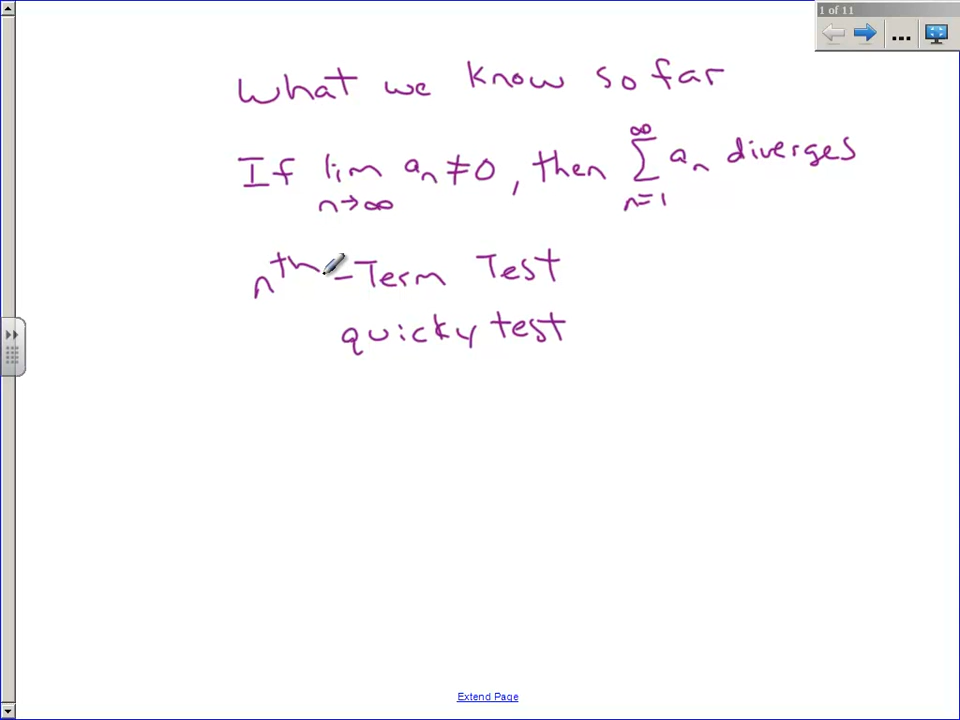 1 of 11
...
What we know so far
If lim a_n ≠ 0, then ∑ a_n diverges
n→∞ ∞ n=1
n^th-Term Test
quicky test
Extend Page